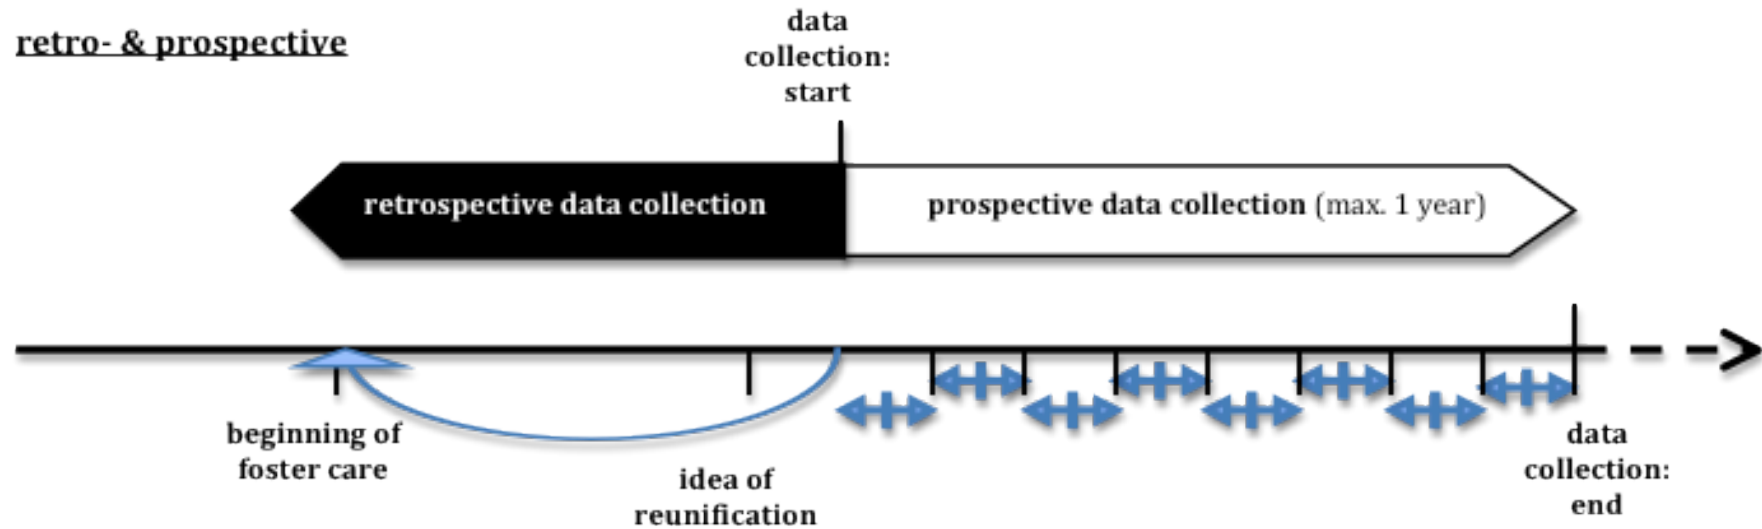 retro- & prospective
data
collection:
start
retrospective data collection
prospective data collection (max. 1 year)
beginning of
foster care
idea of
reunification
data
collection:
end